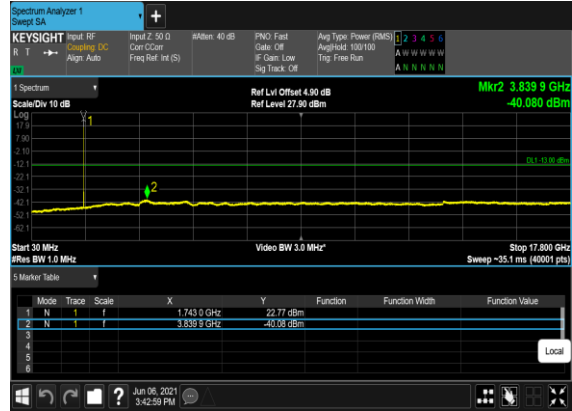 Spectrum Analyzer 1
Swept SA
KEYSIGHT Input: RF Input Z: 50 Ω #Atten: 40 dB PNO: Fast Avg Type: Power (RMS) 1 2 3 4 5 6
R T Coupling: DC Corr CCorr Gate: Off Avg|Hold: 100/100 A W W W W W
Align: Auto Freq Ref: Int (S) IF Gain: Low Trig: Free Run
LW Sig Track: Off A N N N N N
1 Spectrum Ref Lvl Offset 4.90 dB Mkr2 3.839 9 GHz
Scale/Div 10 dB Ref Level 27.90 dBm -40.080 dBm
Log
17.9
1
7.90
-2.10
-12.1
DL1 -13.00 dBm
-22.1
-32.1
2
-42.1
-52.1
-62.1
Start 30 MHz Video BW 3.0 MHz* Stop 17.800 GHz
#Res BW 1.0 MHz Sweep ~35.1 ms (40001 pts)
5 Marker Table
Mode Trace Scale X Y Function Function Width Function Value
1 N 1 f 1.743 0 GHz 22.77 dBm
2 N 1 f 3.839 9 GHz -40.08 dBm
3
4
5
6
Local
? Jun 06, 2021
3:42:59 PM